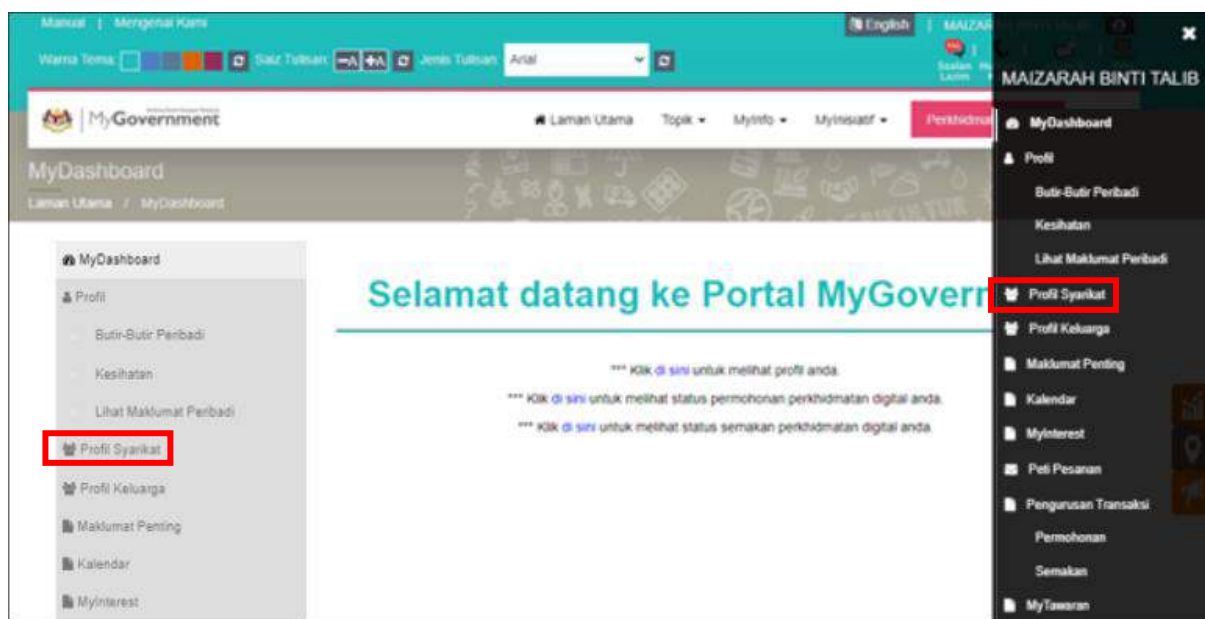 Manual | Mengenai Kami
English | MAIZAR
Warna Tema: Saiz Tulisan: -A +A Jenis Tulisan: Arial
Soalan
Lazim
MyGovernment
Laman Utama Topik MyInfo MyInisiatif Perkhidmat
MyDashboard
Laman Utama / MyDashboard
MyDashboard
Profil
Butir-Butir Peribadi
Kesihatan
Lihat Maklumat Peribadi
Profil Syarikat
Profil Keluarga
Maklumat Penting
Kalendar
MyInterest
Selamat datang ke Portal MyGovern
*** Klik di sini untuk melihat profil anda.
*** Klik di sini untuk melihat status permohonan perkhidmatan digital anda.
*** Klik di sini untuk melihat status semakan perkhidmatan digital anda.
MAIZARAH BINTI TALIB
MyDashboard
Profil
Butir-Butir Peribadi
Kesihatan
Lihat Maklumat Peribadi
Profil Syarikat
Profil Keluarga
Maklumat Penting
Kalendar
MyInterest
Peti Pesanan
Pengurusan Transaksi
Permohonan
Semakan
MyTawaran